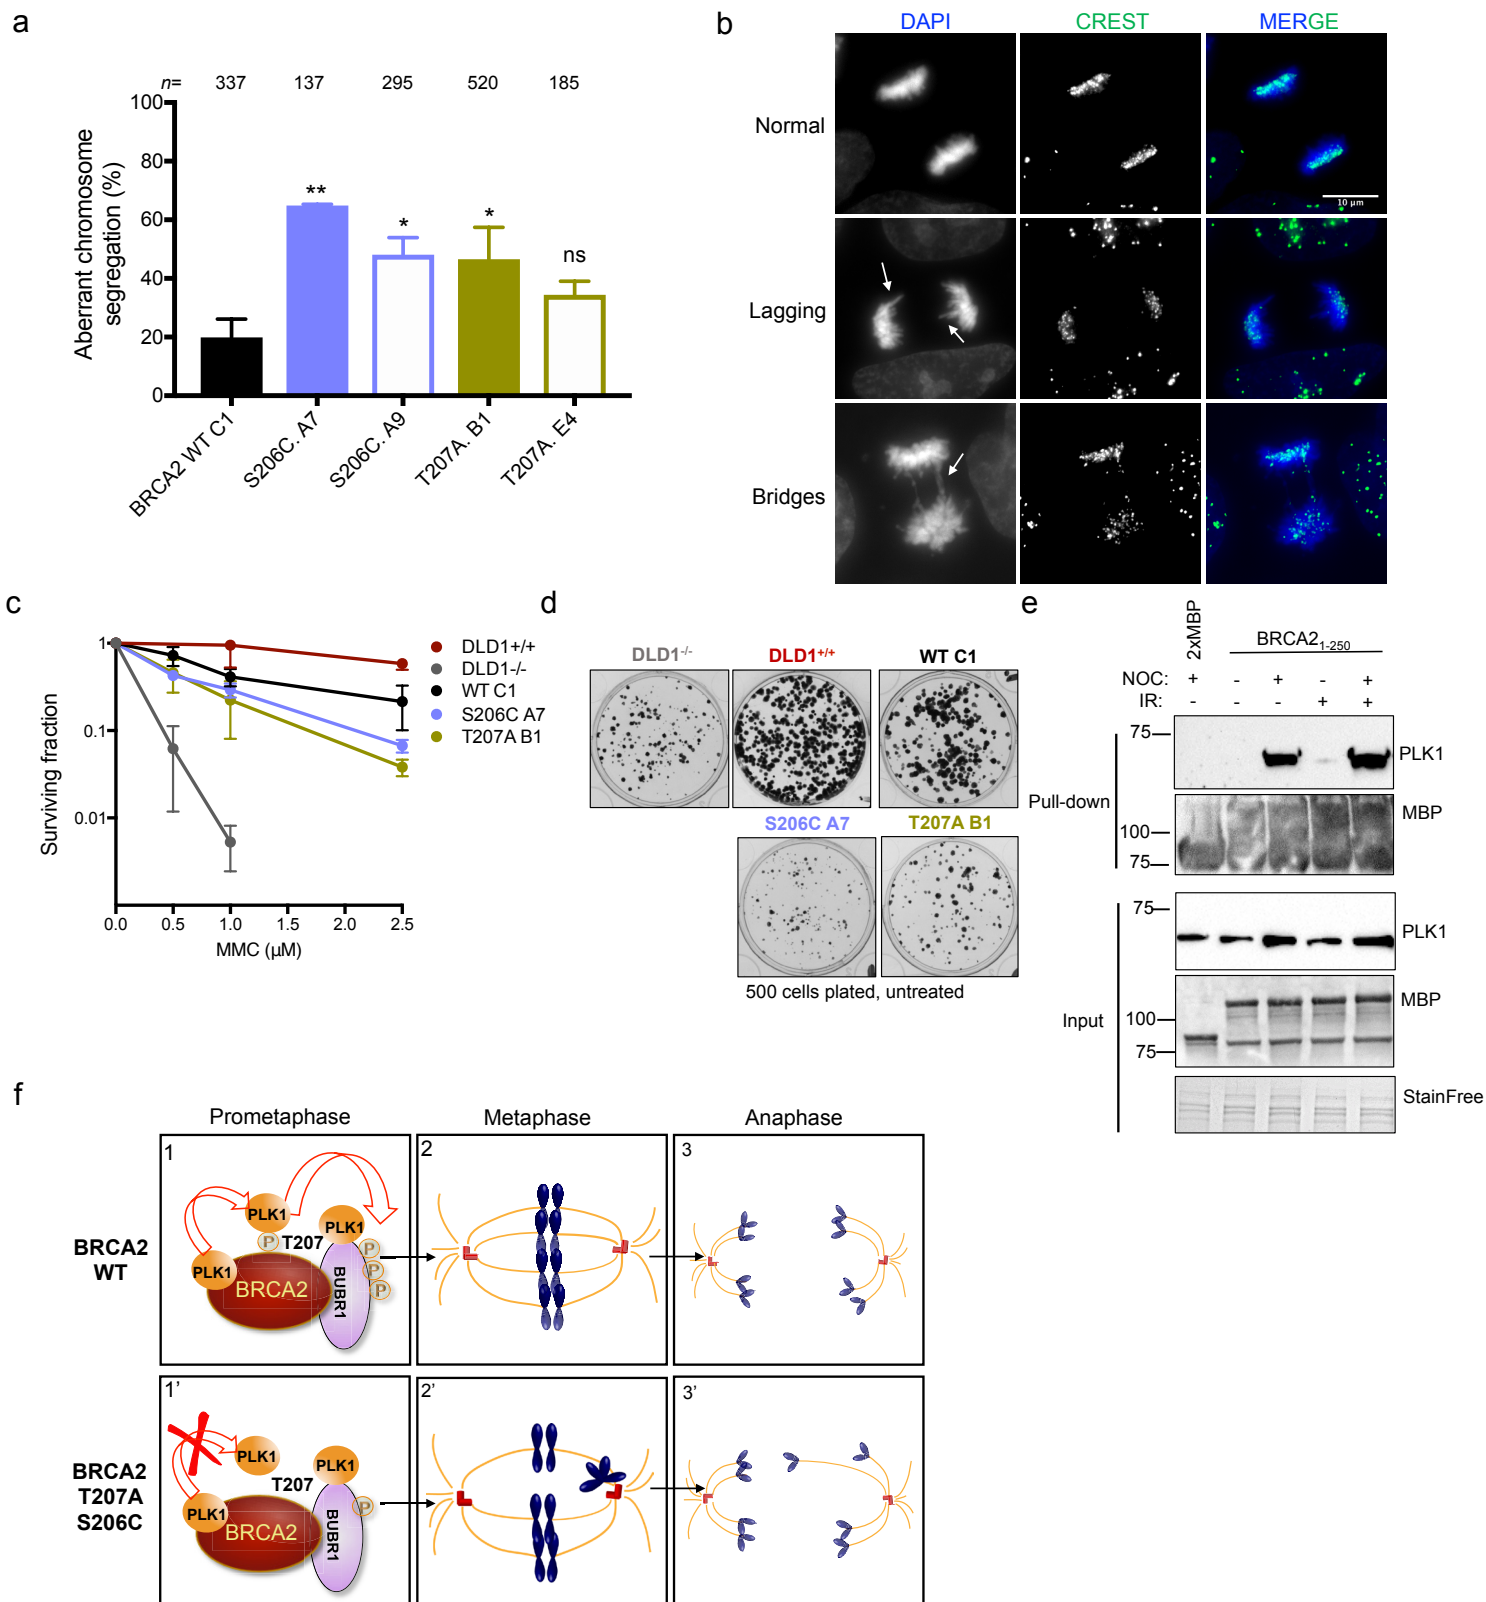 a
n= 337 137 295 520 185
Aberrant chromosome
segregation (%)
100
80
60
40
20
0
** * * ns
BRCA2 WT C1
S206C. A7
S206C. A9
T207A. B1
T207A. E4
b
DAPI CREST MERGE
Normal
10 µm
Lagging
Bridges
c
Surviving fraction
1
0.1
0.01
0.0 0.5 1.0 1.5 2.0 2.5
MMC (µM)
DLD1+/+
DLD1-/-
WT C1
S206C A7
T207A B1
d
DLD1-/- DLD1+/+ WT C1
S206C A7 T207A B1
500 cells plated, untreated
e
2xMBP
BRCA21-250
NOC: + - + - +
IR: - - - + +
Pull-down
75
PLK1
MBP
100
75
Input
75
PLK1
MBP
100
75
StainFree
f
Prometaphase Metaphase Anaphase
BRCA2
WT
1
PLK1
P
T207
PLK1
PLK1
BRCA2
BUBR1
P
P
P
2
3
BRCA2
T207A
S206C
1'
PLK1
T207
PLK1
PLK1
BRCA2
BUBR1
P
2'
3'